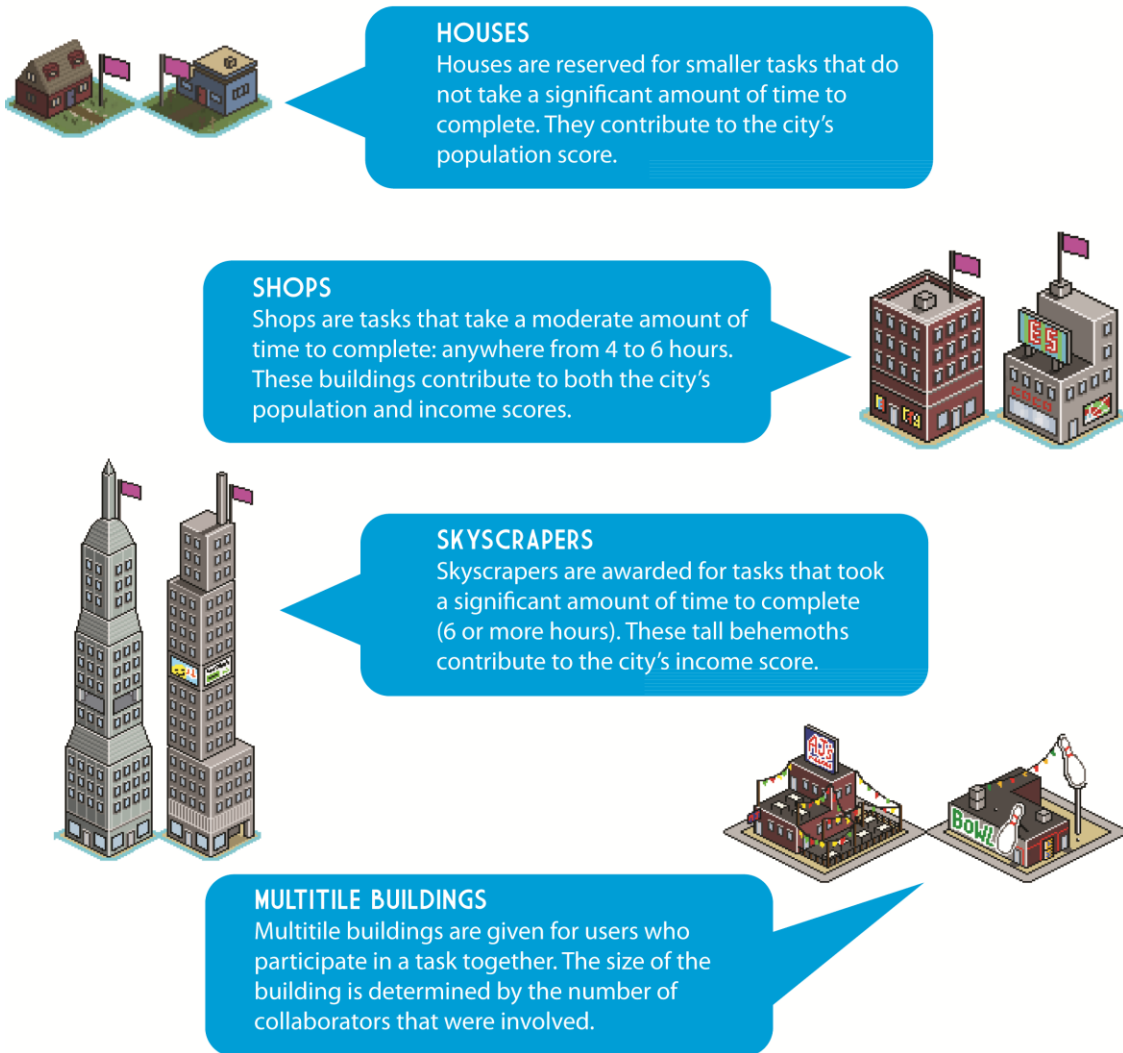 HOUSES
Houses are reserved for smaller tasks that do
not take a significant amount of time to
complete. They contribute to the city’s
population score.
SHOPS
Shops are tasks that take a moderate amount of
time to complete: anywhere from 4 to 6 hours.
These buildings contribute to both the city’s
population and income scores.
ES
COCO
SKYSCRAPERS
Skyscrapers are awarded for tasks that took
a significant amount of time to complete
(6 or more hours). These tall behemoths
contribute to the city’s income score.
AJ's
BOWL
MULTITILE BUILDINGS
Multitile buildings are given for users who
participate in a task together. The size of the
building is determined by the number of
collaborators that were involved.